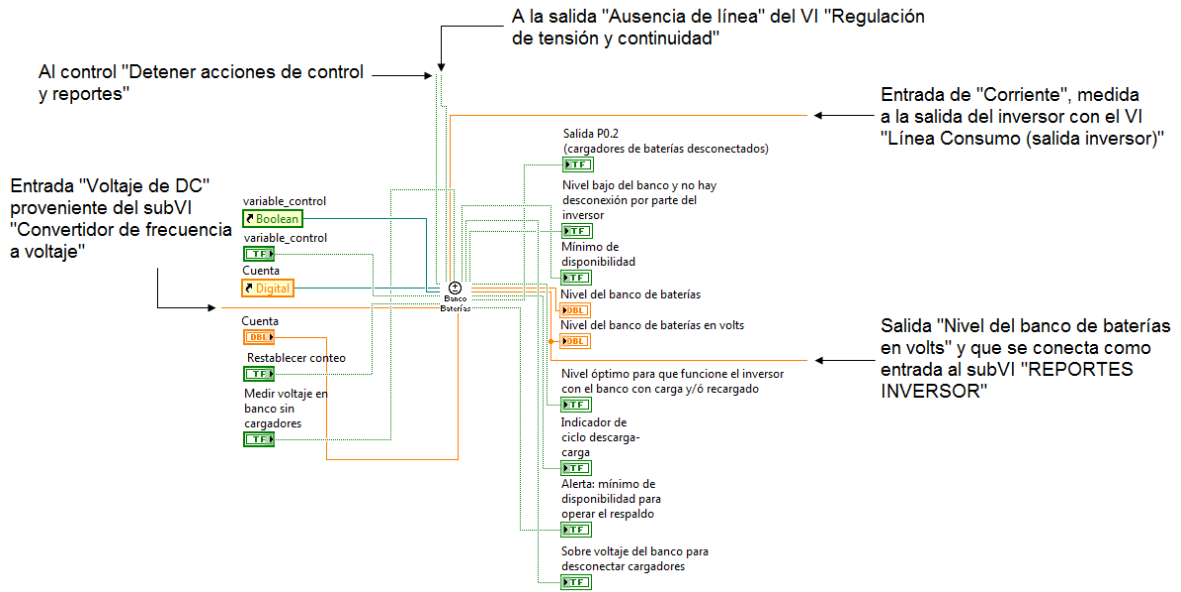 A la salida "Ausencia de línea" del VI "Regulación
de tensión y continuidad"
Al control "Detener acciones de control
y reportes"
Entrada de "Corriente", medida
a la salida del inversor con el VI
"Línea Consumo (salida inversor)"
Entrada "Voltaje de DC"
proveniente del subVI
"Convertidor de frecuencia
a voltaje"
variable_control
Boolean
variable_control
TF
Cuenta
Digital
Cuenta
DBL
Restablecer conteo
TF
Medir voltaje en
banco sin
cargadores
TF
Banco
Baterías
Salida P0.2
(cargadores de baterías desconectados)
TF
Nivel bajo del banco y no hay
desconexión por parte del
inversor
TF
Mínimo de
disponibilidad
TF
Nivel del banco de baterías
DBL
Nivel del banco de baterías en volts
DBL
Nivel óptimo para que funcione el inversor
con el banco con carga y/ó recargado
TF
Indicador de
ciclo descarga-
carga
TF
Alerta: mínimo de
disponibilidad para
operar el respaldo
TF
Sobre voltaje del banco para
desconectar cargadores
TF
Salida "Nivel del banco de baterías
en volts" y que se conecta como
entrada al subVI "REPORTES
INVERSOR"